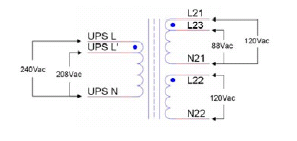 L21
UPS L
L23
UPS L'
120Vac
88Vac
240Vac
208Vac
N21
L22
UPS N
120Vac
N22